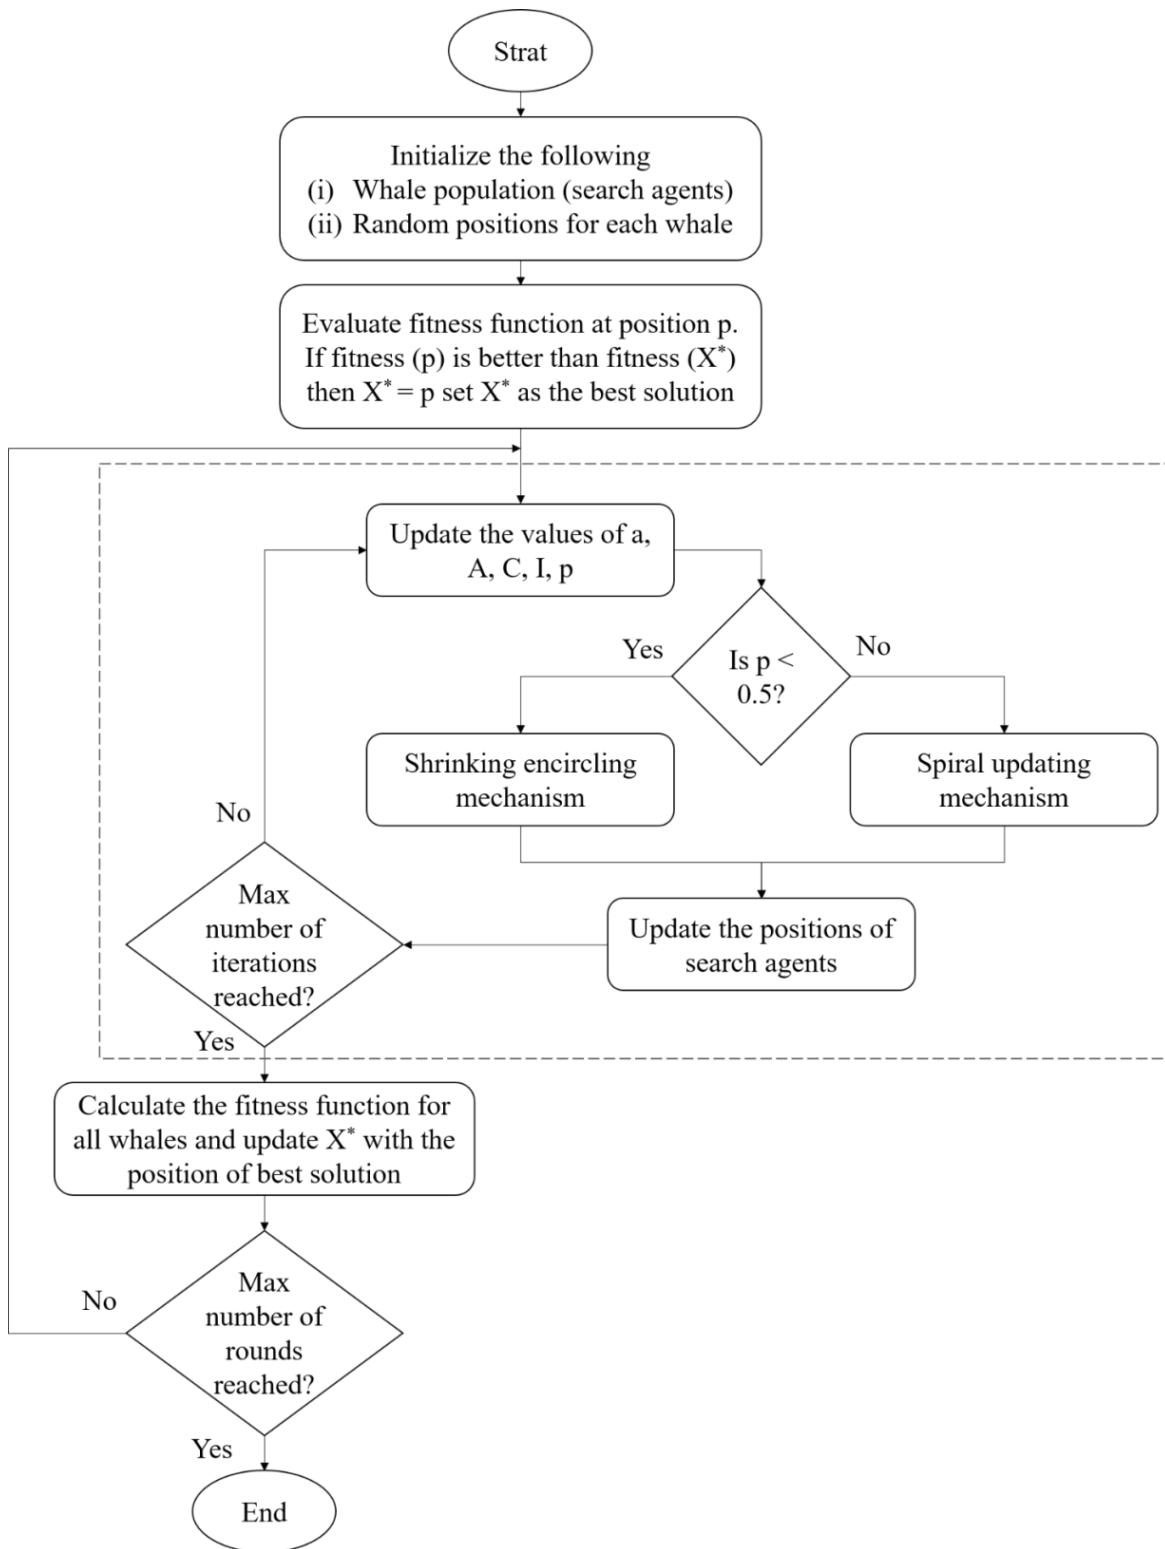 Strat
Initialize the following
(i) Whale population (search agents)
(ii) Random positions for each whale
Evaluate fitness function at position p.
If fitness (p) is better than fitness (X*)
then X* = p set X* as the best solution
Update the values of a,
A, C, I, p
Is p <
0.5?
Yes
No
Shrinking encircling
mechanism
Spiral updating
mechanism
Update the positions of
search agents
No
Max
number of
iterations
reached?
Yes
Calculate the fitness function for
all whales and update X* with the
position of best solution
No
Max
number of
rounds
reached?
Yes
End